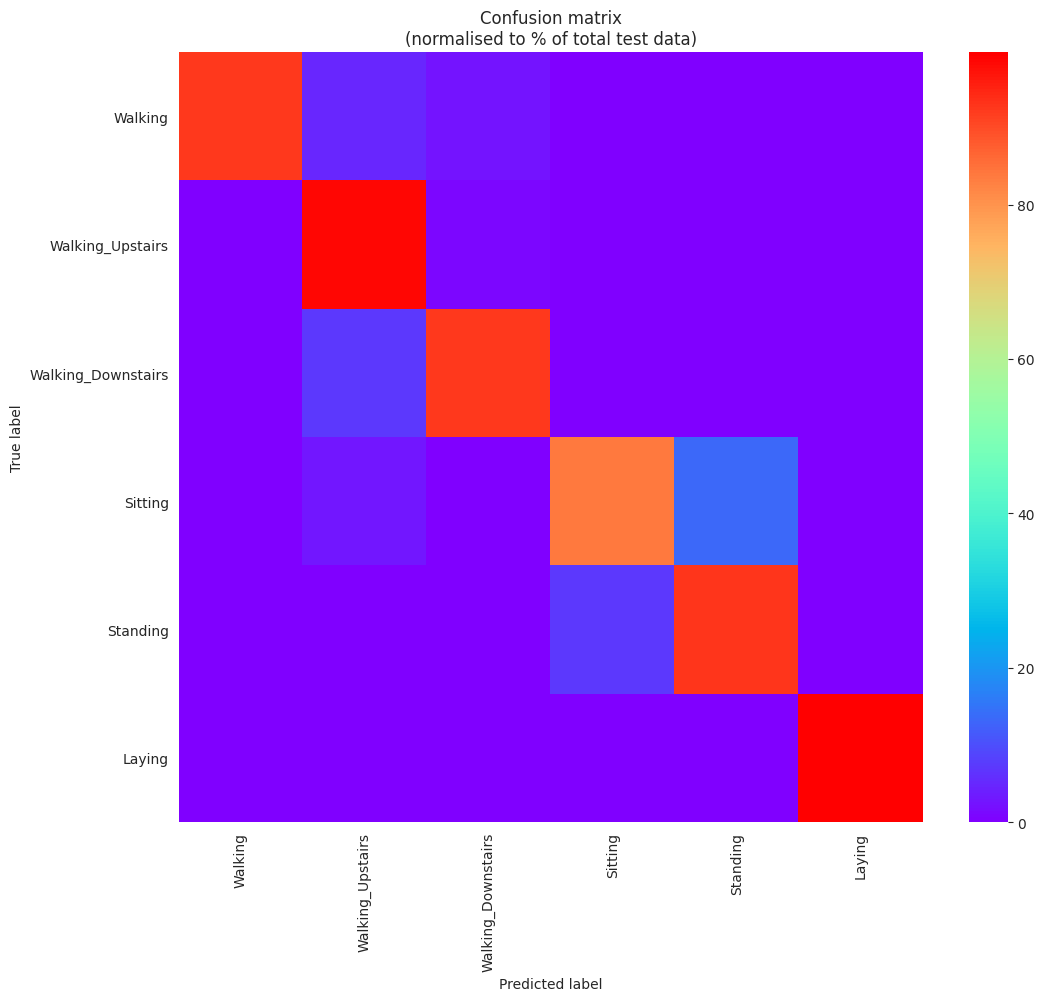 Confusion matrix
(normalised to % of total test data)
True label
Walking
Walking_Upstairs
Walking_Downstairs
Sitting
Standing
Laying
Walking
Walking_Upstairs
Walking_Downstairs
Sitting
Standing
Laying
Predicted label
80
60
40
20
0